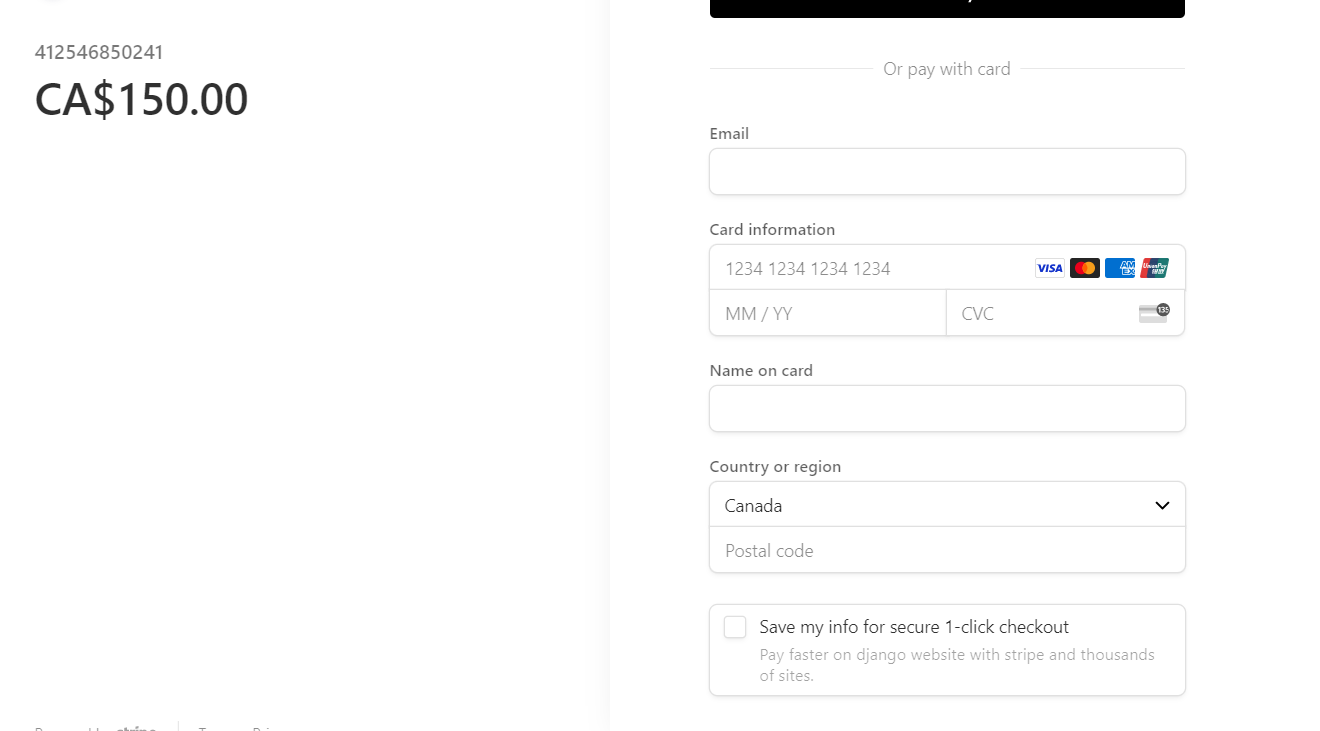 412546850241
CA$150.00
Or pay with card
Email
Card information
1234 1234 1234 1234
VISA
AM
EX
UnionPay
MM / YY
CVC
135
Name on card
Country or region
Canada
Postal code
Save my info for secure 1-click checkout
Pay faster on django website with stripe and thousands
of sites.